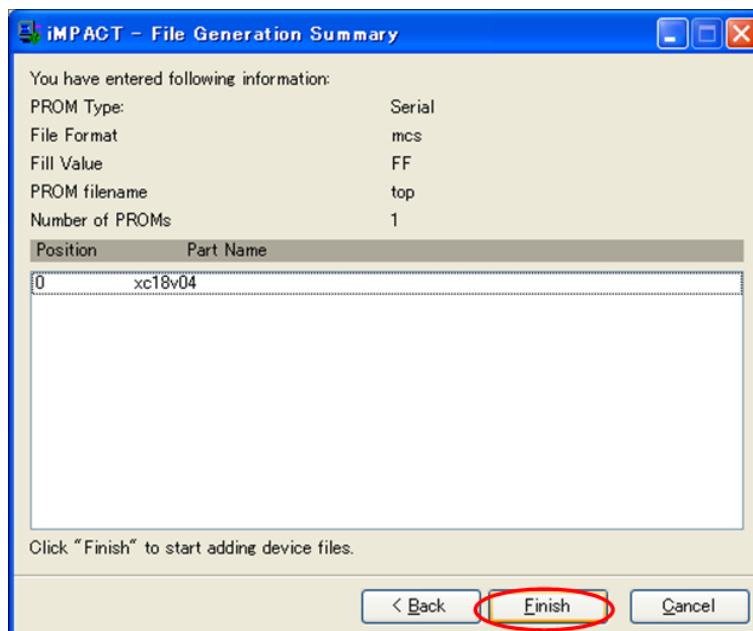 iMPACT - File Generation Summary
You have entered following information:
PROM Type: Serial
File Format mcs
Fill Value FF
PROM filename top
Number of PROMs 1
Position Part Name
0 xc18v04
Click "Finish" to start adding device files.
< Back Finish Cancel